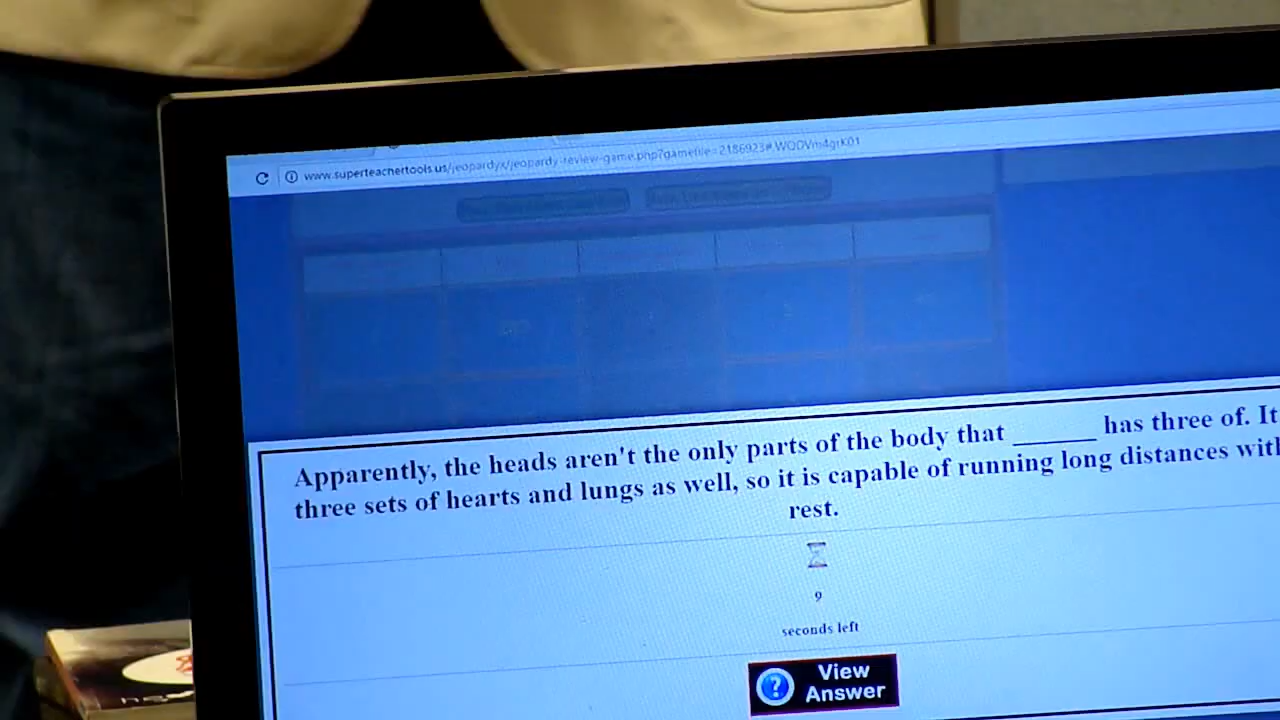 www.superteachertools.us/jeopardyx/jeopardy-review-game.php?gamefile=2186923#.WQDVm4grK01
Apparently, the heads aren't the only parts of the body that ______ has three of. It
three sets of hearts and lungs as well, so it is capable of running long distances with
rest.
9
seconds left
? View
Answer